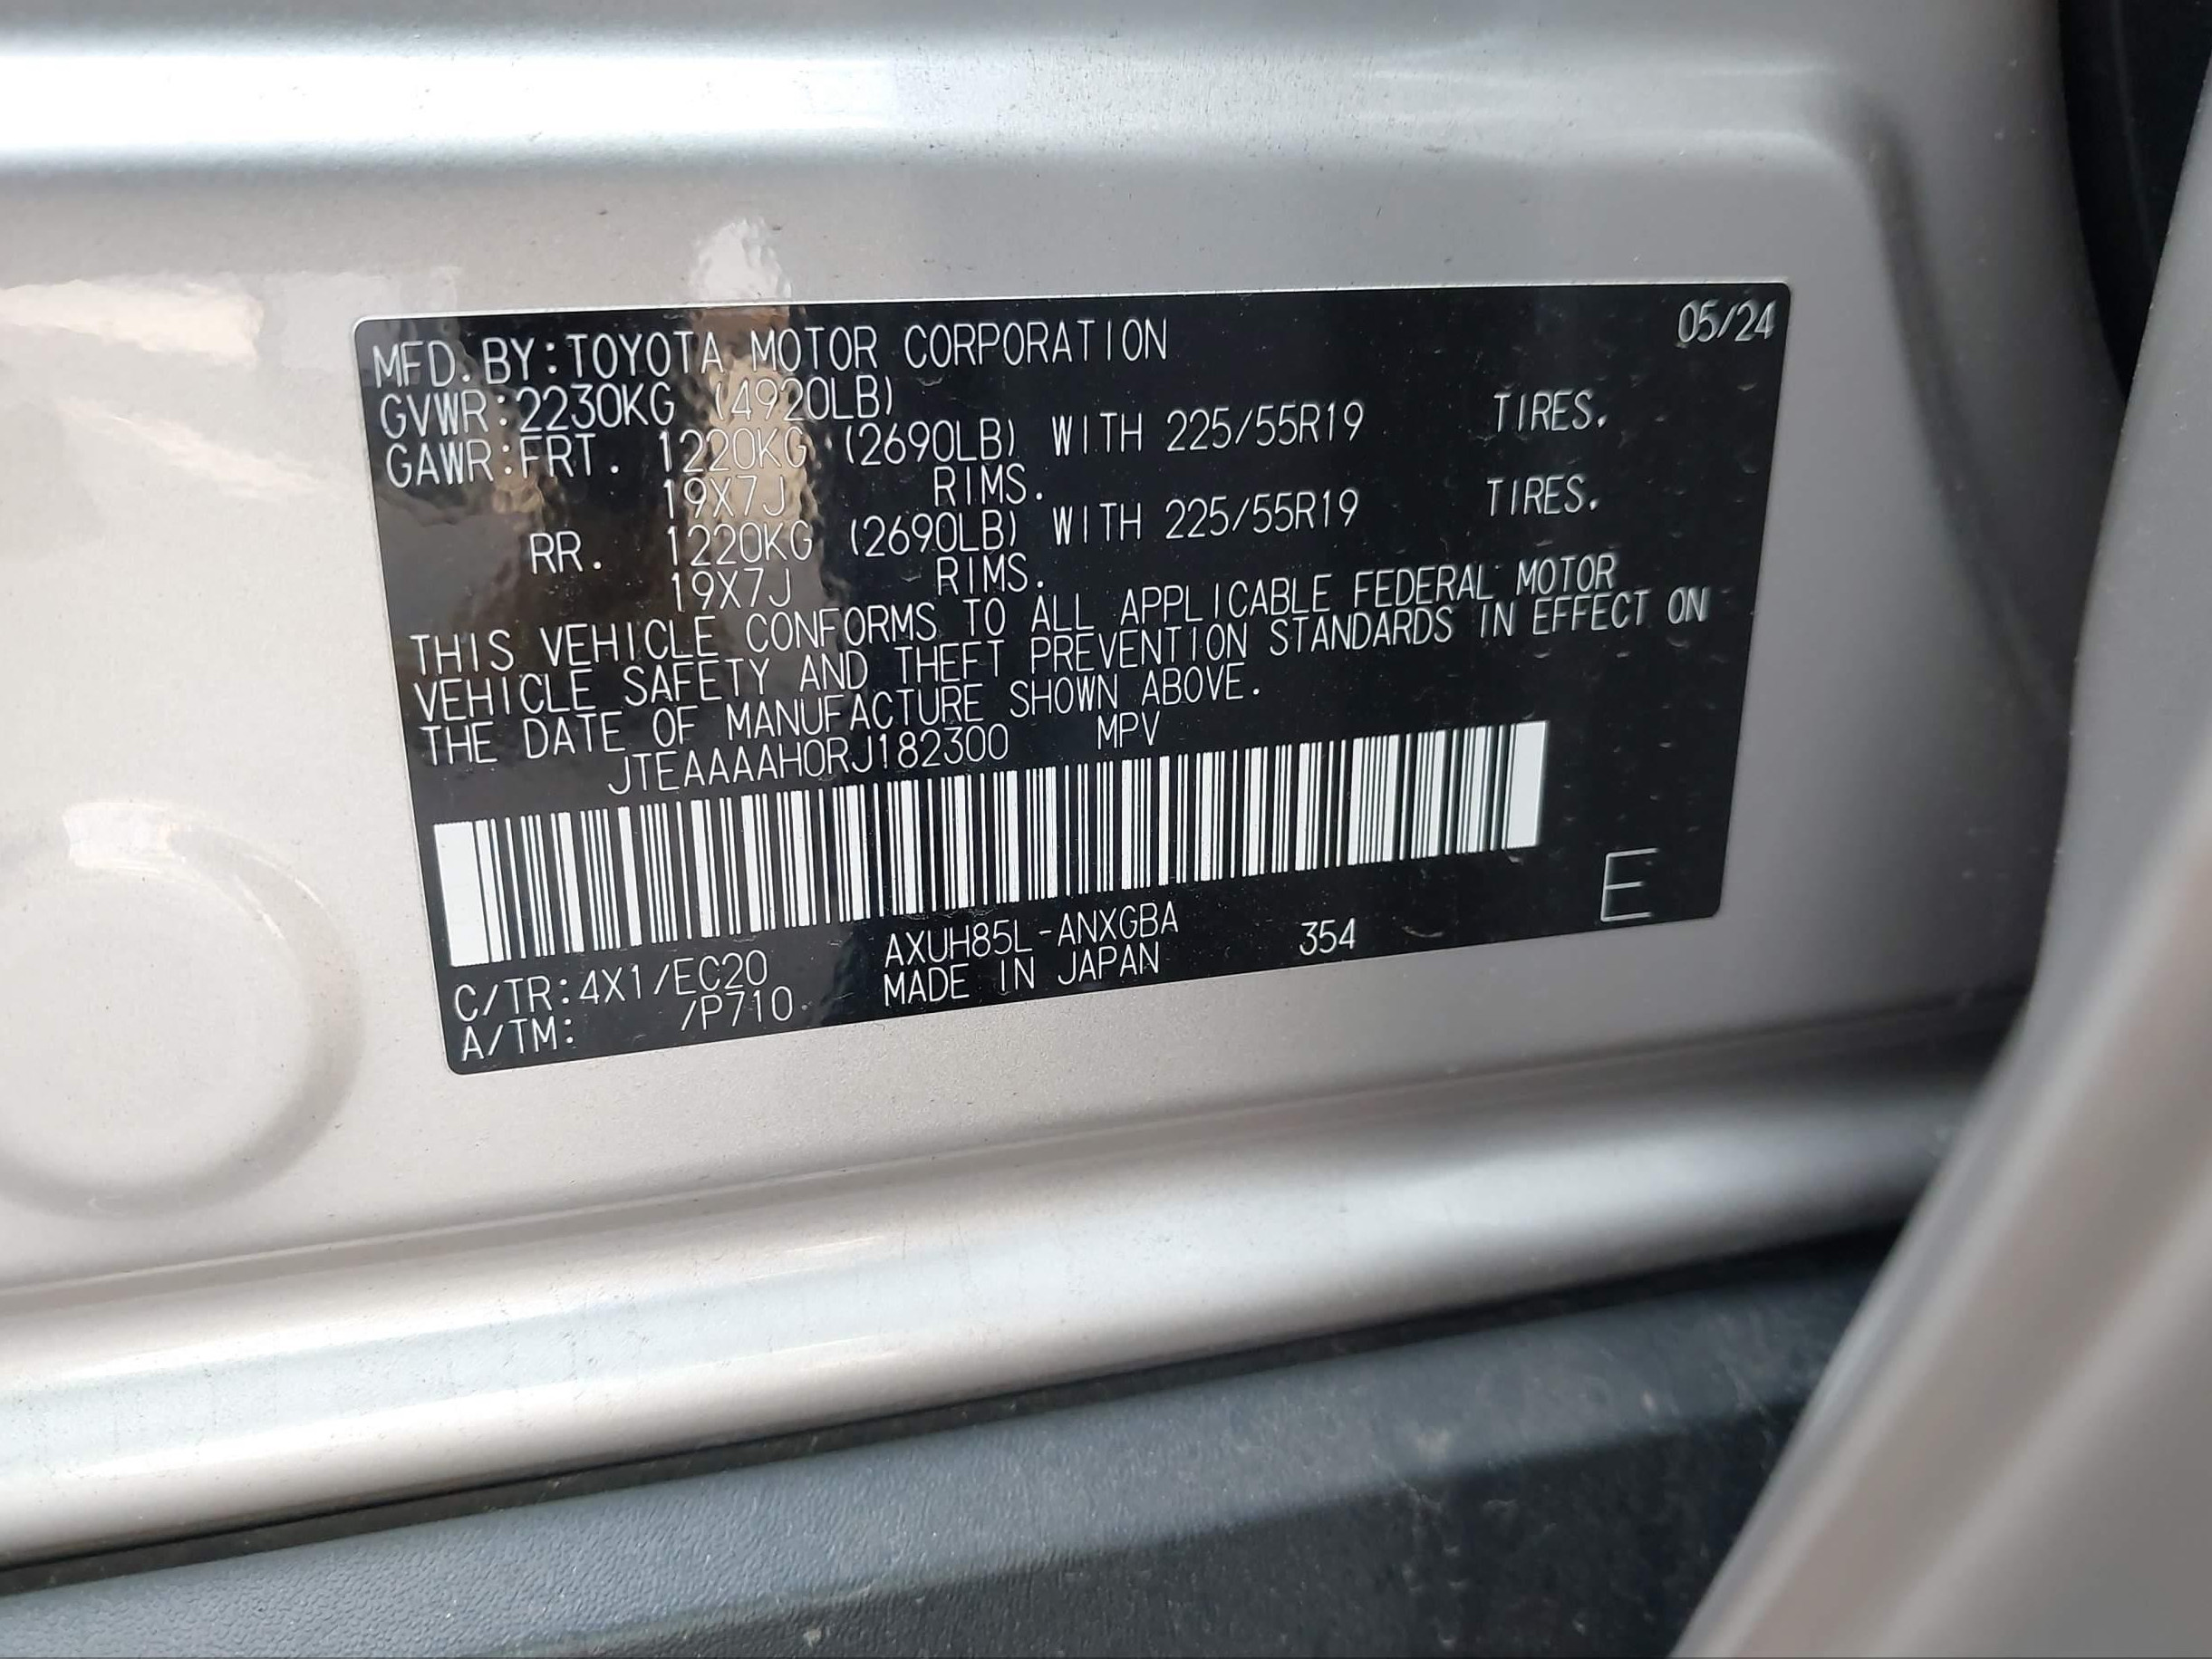 05/24
MFD.BY:TOYOTA MOTOR CORPORATION
GVWR:2230KG (4920LB)
GAWR:FRT. 1220KG (2690LB) WITH 225/55R19 TIRES.
19X7J RIMS.
RR. 1220KG (2690LB) WITH 225/55R19 TIRES.
19X7J RIMS.
THIS VEHICLE CONFORMS TO ALL APPLICABLE FEDERAL MOTOR
VEHICLE SAFETY AND THEFT PREVENTION STANDARDS IN EFFECT ON
THE DATE OF MANUFACTURE SHOWN ABOVE.
JTEAAAAH0RJ182300 MPV
E
C/TR:4X1/EC20 AXUH85L-ANXGBA 354
A/TM: /P710 MADE IN JAPAN